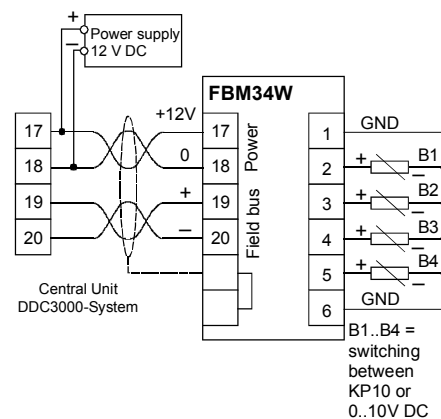 +
Power supply
–
12 V DC
FBM34W
+12V
17
17
Power
1
GND
18
0
18
2
+
–
B1
19
+
19
Field bus
3
+
–
B2
20
–
20
4
+
–
B3
5
+
–
B4
6
GND
Central Unit
DDC3000-System
B1..B4 =
switching
between
KP10 or
0..10V DC